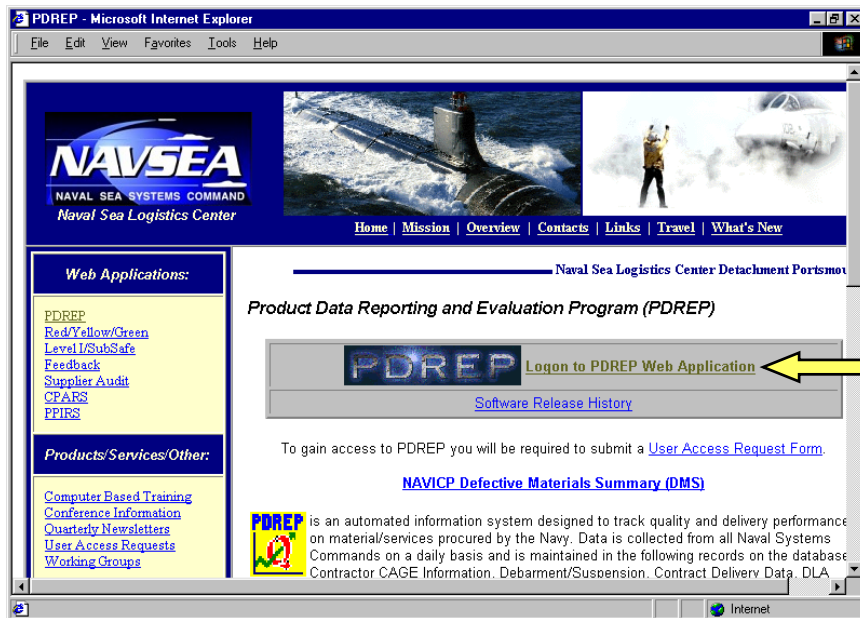 PDREP - Microsoft Internet Explorer
File Edit View Favorites Tools Help
NAVSEA
NAVAL SEA SYSTEMS COMMAND
Naval Sea Logistics Center
Home | Mission | Overview | Contacts | Links | Travel | What's New
Web Applications:
PDREP
Red/Yellow/Green
Level I/SubSafe
Feedback
Supplier Audit
CPARS
PPIRS
Products/Services/Other:
Computer Based Training
Conference Information
Quarterly Newsletters
User Access Requests
Working Groups
Naval Sea Logistics Center Detachment Portsmou
Product Data Reporting and Evaluation Program (PDREP)
PDREP Logon to PDREP Web Application
Software Release History
To gain access to PDREP you will be required to submit a User Access Request Form.
NAVICP Defective Materials Summary (DMS)
PDREP is an automated information system designed to track quality and delivery performance
on material/services procured by the Navy. Data is collected from all Naval Systems
Commands on a daily basis and is maintained in the following records on the database
Contractor CAGE Information, Debarment/Suspension, Contract Delivery Data, DLA
Internet